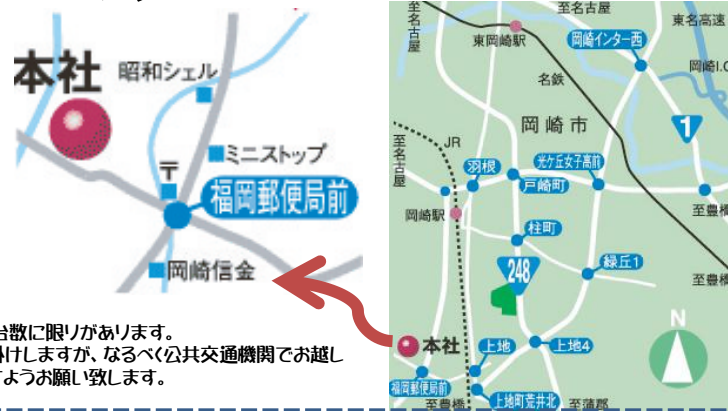 本社
昭和シェル
ミニストップ
〒
福岡郵便局前
岡崎信金
台数に限りがあります。
掛けしますが、なるべく公共交通機関でお越し
すようお願い致します。
至名古屋
至名古屋
東名高速
東岡崎駅
岡崎インター西
岡崎I.C
名鉄
岡崎市
1
至名古屋
JR
羽根
光ケ丘女子高前
戸崎町
岡崎駅
至豊橋
柱町
248
緑丘1
至豊橋
N
本社
上地
上地4
福岡郵便局前
至豊橋
上地町荒井北
至蒲郡